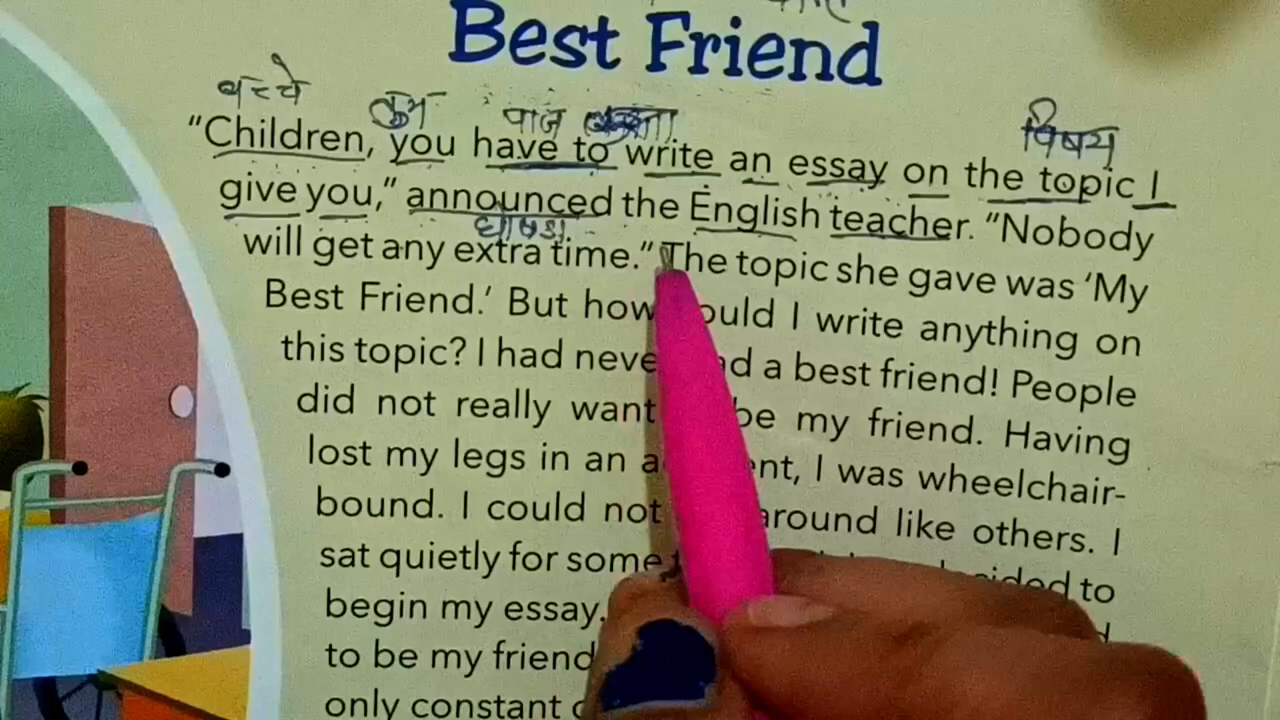 Best Friend
बच्चे
विषय
"Children, you have to write an essay on the topic I
give you," announced the English teacher. "Nobody
will get any extra time." The topic she gave was 'My
Best Friend.' But how could I write anything on
this topic? I had never had a best friend! People
did not really want to be my friend. Having
lost my legs in an accident, I was wheelchair-
bound. I could not around like others. I
sat quietly for some decided to
begin my essay.
to be my friend
only constant